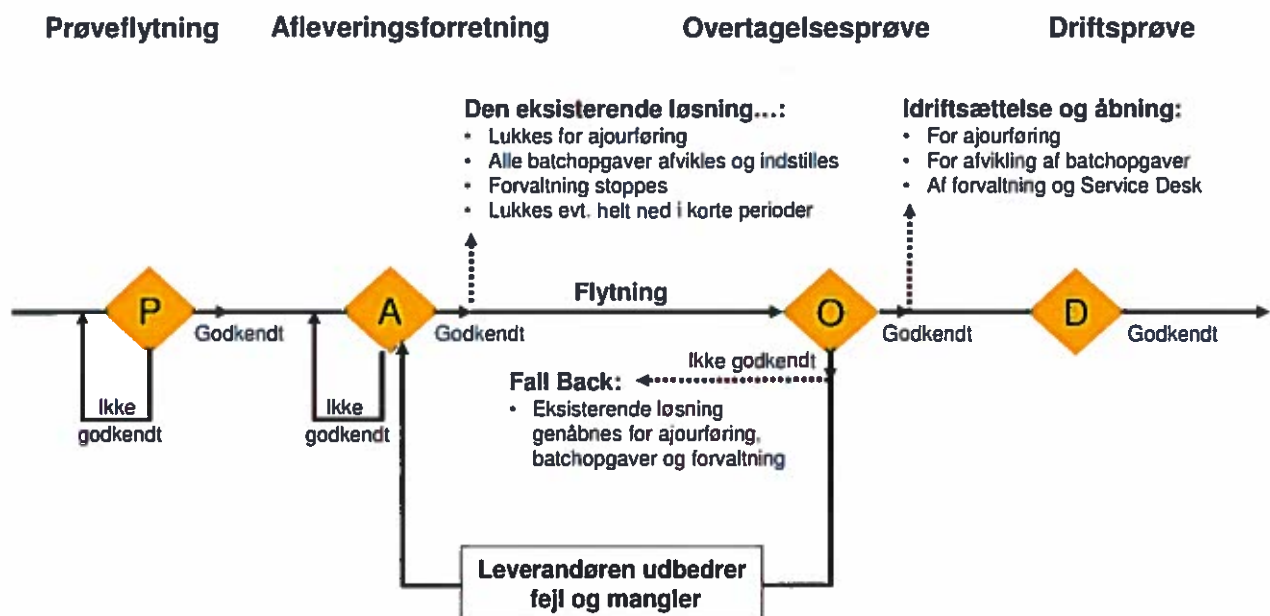 Prøveflytning
Afleveringsforretning
Overtagelsesprøve
Driftsprøve
Den eksisterende løsning...:
• Lukkes for ajourføring
• Alle batchopgaver afvikles og indstilles
• Forvaltning stoppes
• Lukkes evt. helt ned i korte perioder
Idriftsættelse og åbning:
• For ajourføring
• For afvikling af batchopgaver
• Af forvaltning og Service Desk
P
Godkendt
Ikke
godkendt
A
Godkendt
Ikke
godkendt
Flytning
O
Godkendt
Ikke godkendt
D
Godkendt
Fall Back:
• Eksisterende løsning
genåbnes for ajourføring,
batchopgaver og forvaltning
Leverandøren udbedrer
fejl og mangler